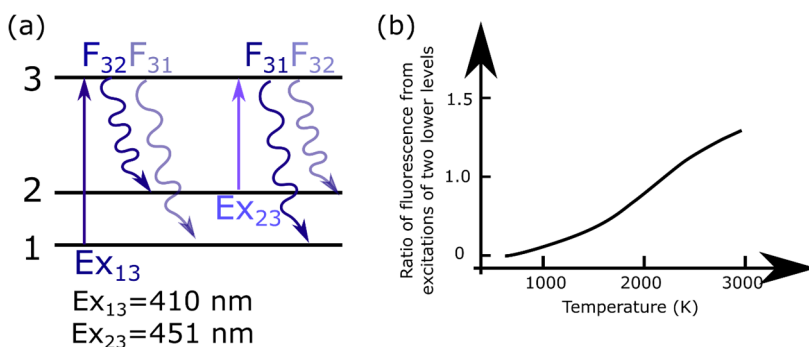 (a)
F32 F31 F31 F32
3
2
Ex23
1
Ex13
Ex13=410 nm
Ex23=451 nm
(b)
Ratio of fluorescence from
excitations of two lower levels
1.5
1.0
0
1000 2000 3000
Temperature (K)